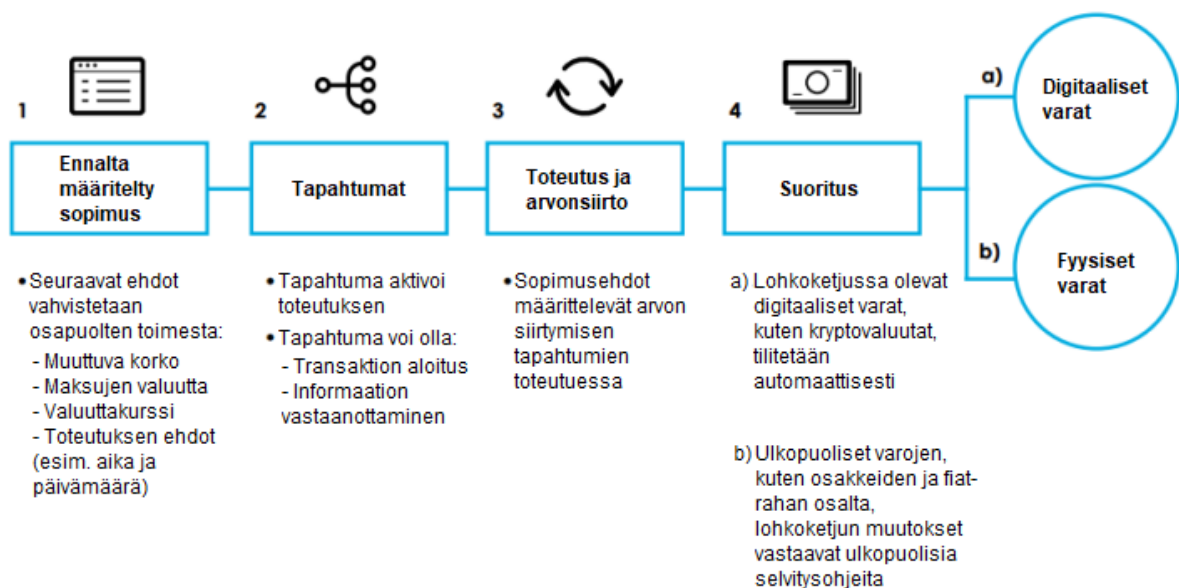 1
Ennalta
määritelty
sopimus
• Seuraavat ehdot
vahvistetaan
osapuolten toimesta:
- Muuttuva korko
- Maksujen valuutta
- Valuuttakurssi
- Toteutuksen ehdot
(esim. aika ja
päivämäärä)
2
Tapahtumat
• Tapahtuma aktivoi
toteutuksen
• Tapahtuma voi olla:
- Transaktion aloitus
- Informaation
vastaanottaminen
3
Toteutus ja
arvonsiirto
• Sopimusehdot
määrittelevät arvon
siirtymisen
tapahtumien
toteutuessa
4
Suoritus
a) Lohkoketjussa olevat
digitaaliset varat,
kuten kryptovaluutat,
tilitetään
automaattisesti
b) Ulkopuoliset varojen,
kuten osakkeiden ja fiat-
rahan osalta,
lohkoketjun muutokset
vastaavat ulkopuolisia
selvitysohjeita
a)
Digitaaliset
varat
b)
Fyysiset
varat